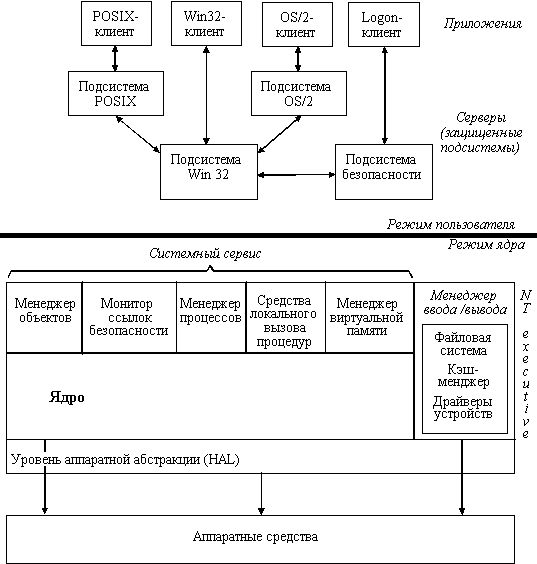 POSIX-
клиент
Win32-
клиент
OS/2-
клиент
Logon-
клиент
Приложения
Подсистема
POSIX
Подсистема
OS/2
Серверы
(защищенные
подсистемы)
Подсистема
Win 32
Подсистема
безопасности
Режим пользователя
Режим ядра
Системный сервис
Менеджер
объектов
Монитор
ссылок
безопасности
Менеджер
процессов
Средства
локального
вызова
процедур
Менеджер
виртуальной
памяти
Менеджер
ввода /вывода
Файловая
система
Кэш-
менджер
Драйверы
устройств
NT executive
Ядро
Уровень аппаратной абстракции (HAL)
Аппаратные средства